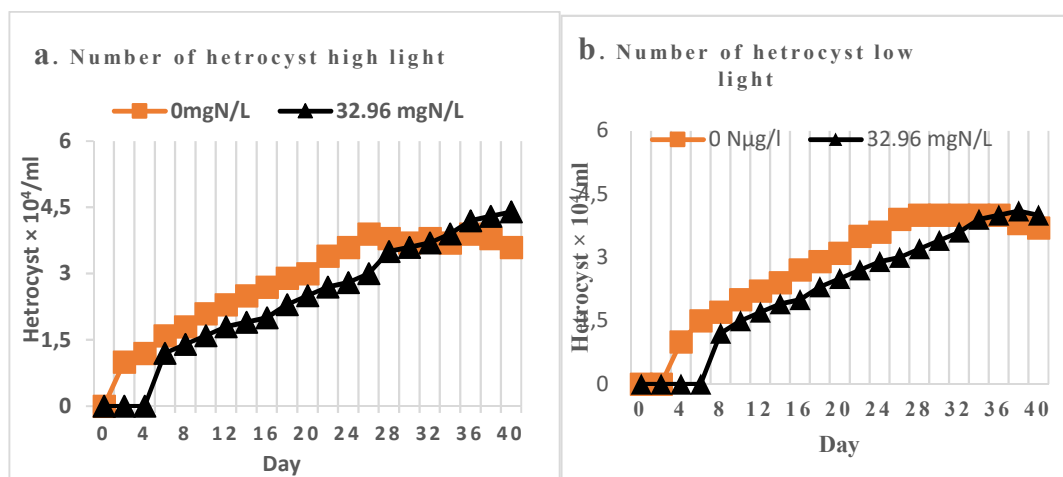 a. Number of hetrocyst high light
0mgN/L 32.96 mgN/L
6
4,5
3
1,5
0
Hetrocyst × 10⁴/ml
0 4 8 12 16 20 24 28 32 36 40
Day
b. Number of hetrocyst low
light
0 Nµg/l 32.96 mgN/L
6
4,5
3
1,5
0
Hetrocyst × 10⁴/ml
0 4 8 12 16 20 24 28 32 36 40
Day